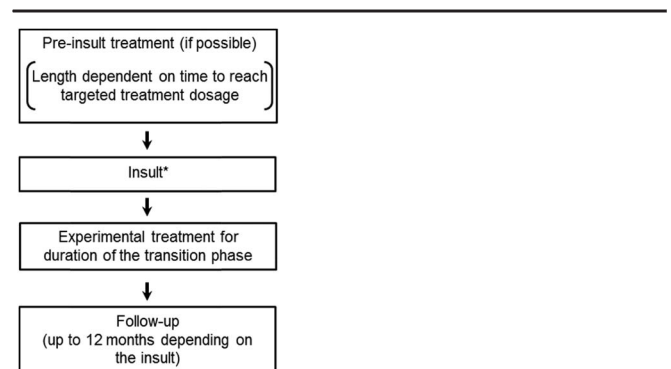 Pre-insult treatment (if possible)
Length dependent on time to reach
targeted treatment dosage
Insult*
Experimental treatment for
duration of the transition phase
Follow-up
(up to 12 months depending on
the insult)